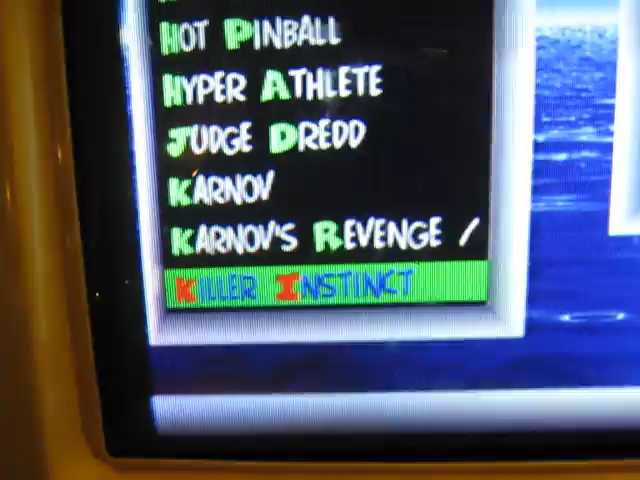 HOT PINBALL
HYPER ATHLETE
JUDGE DREDD
KARNOV
KARNOV'S REVENGE /
KILLER INSTINCT